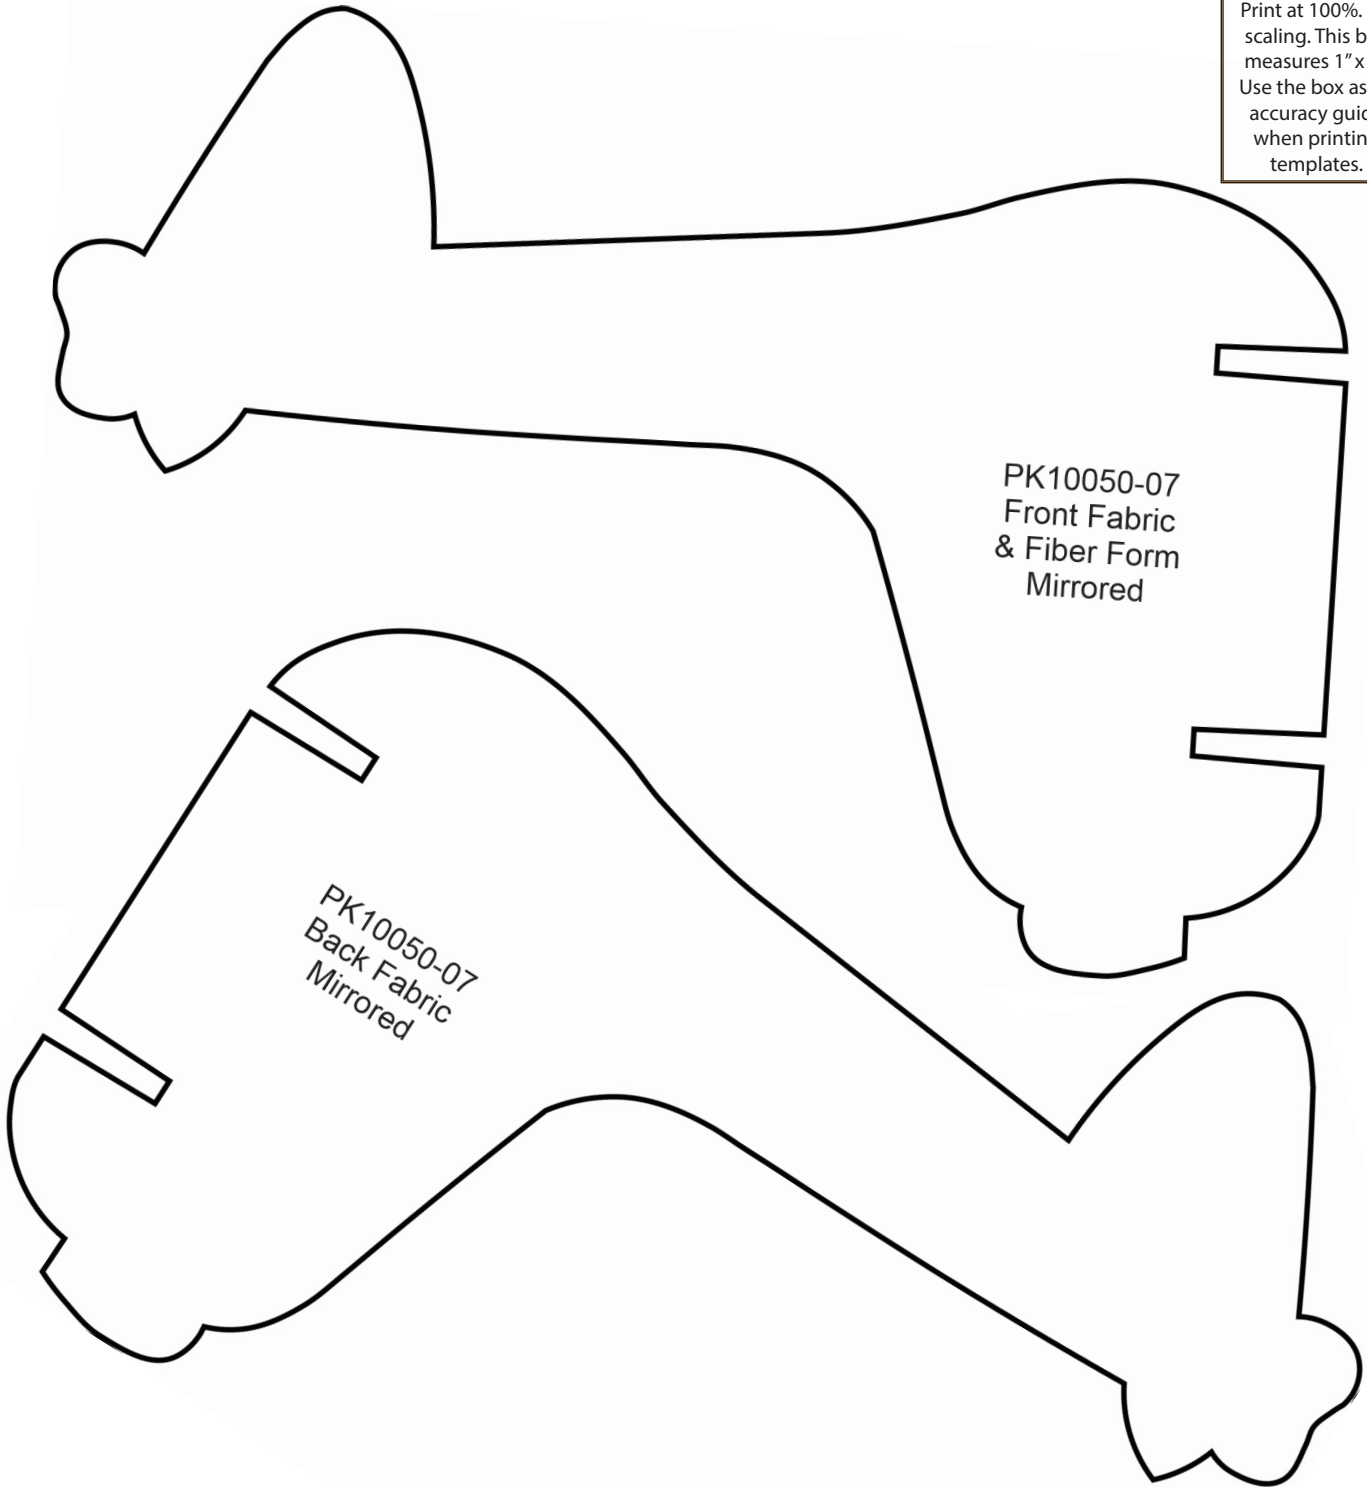 Print at 100%.
scaling. This b
measures 1" x
Use the box as
accuracy guid
when printin
templates.
PK10050-07
Front Fabric
& Fiber Form
Mirrored
PK10050-07
Back Fabric
Mirrored